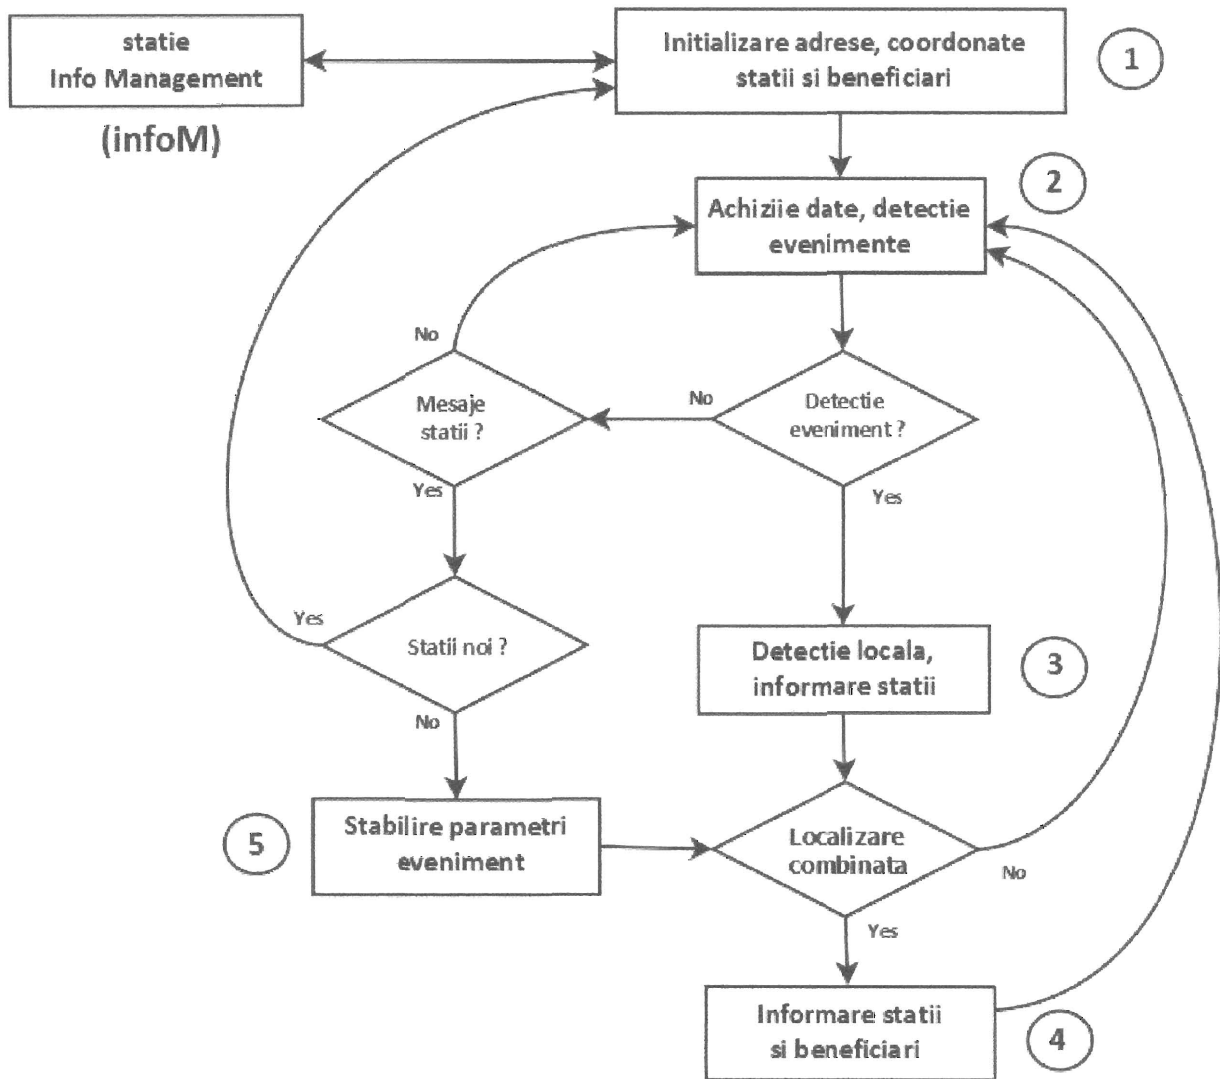 statie
Info Management
(infoM)
Initializare adrese, coordonate
statii si beneficiari
1
2
Achiziie date, detectie
evenimente
No
Mesaje
statii ?
Yes
No
Detectie
eveniment ?
Yes
Yes
Statii noi ?
No
Detectie locala,
informare statii
3
5
Stabilire parametri
eveniment
Localizare
combinata
No
Yes
Informare statii
si beneficiari
4